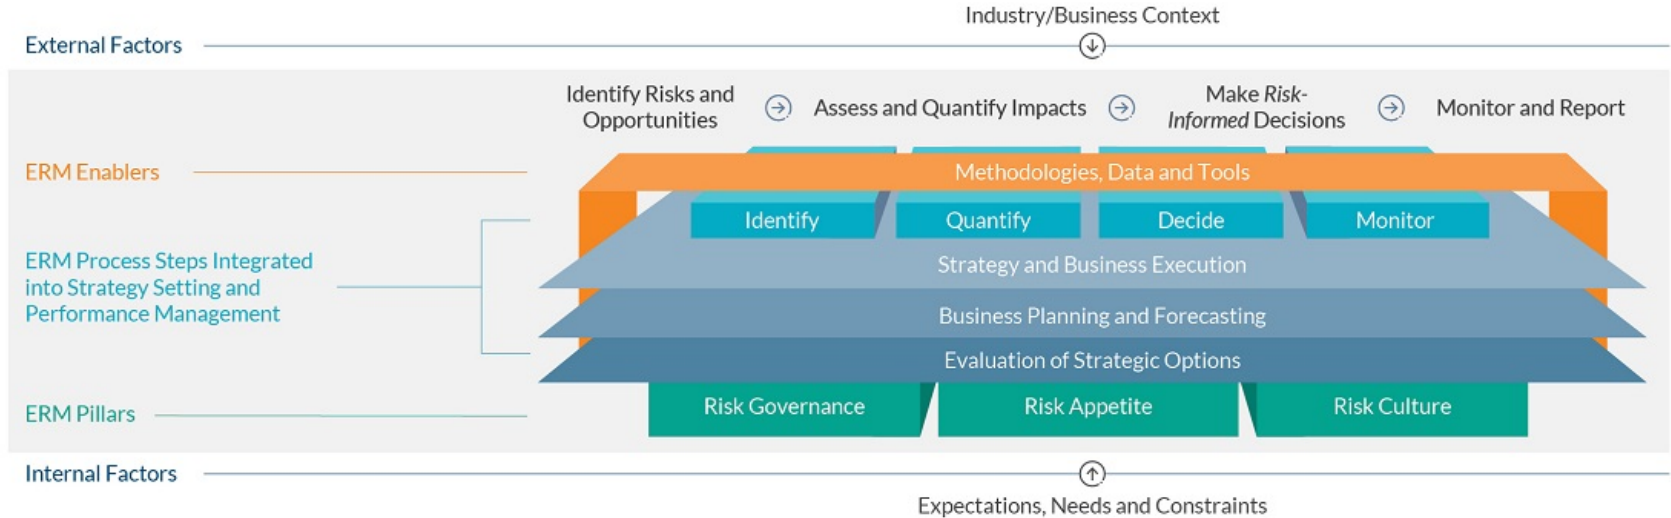 Industry/Business Context
External Factors
Identify Risks and
Opportunities
Assess and Quantify Impacts
Make Risk-
Informed Decisions
Monitor and Report
ERM Enablers
Methodologies, Data and Tools
Identify
Quantify
Decide
Monitor
ERM Process Steps Integrated
into Strategy Setting and
Performance Management
Strategy and Business Execution
Business Planning and Forecasting
Evaluation of Strategic Options
ERM Pillars
Risk Governance
Risk Appetite
Risk Culture
Internal Factors
Expectations, Needs and Constraints